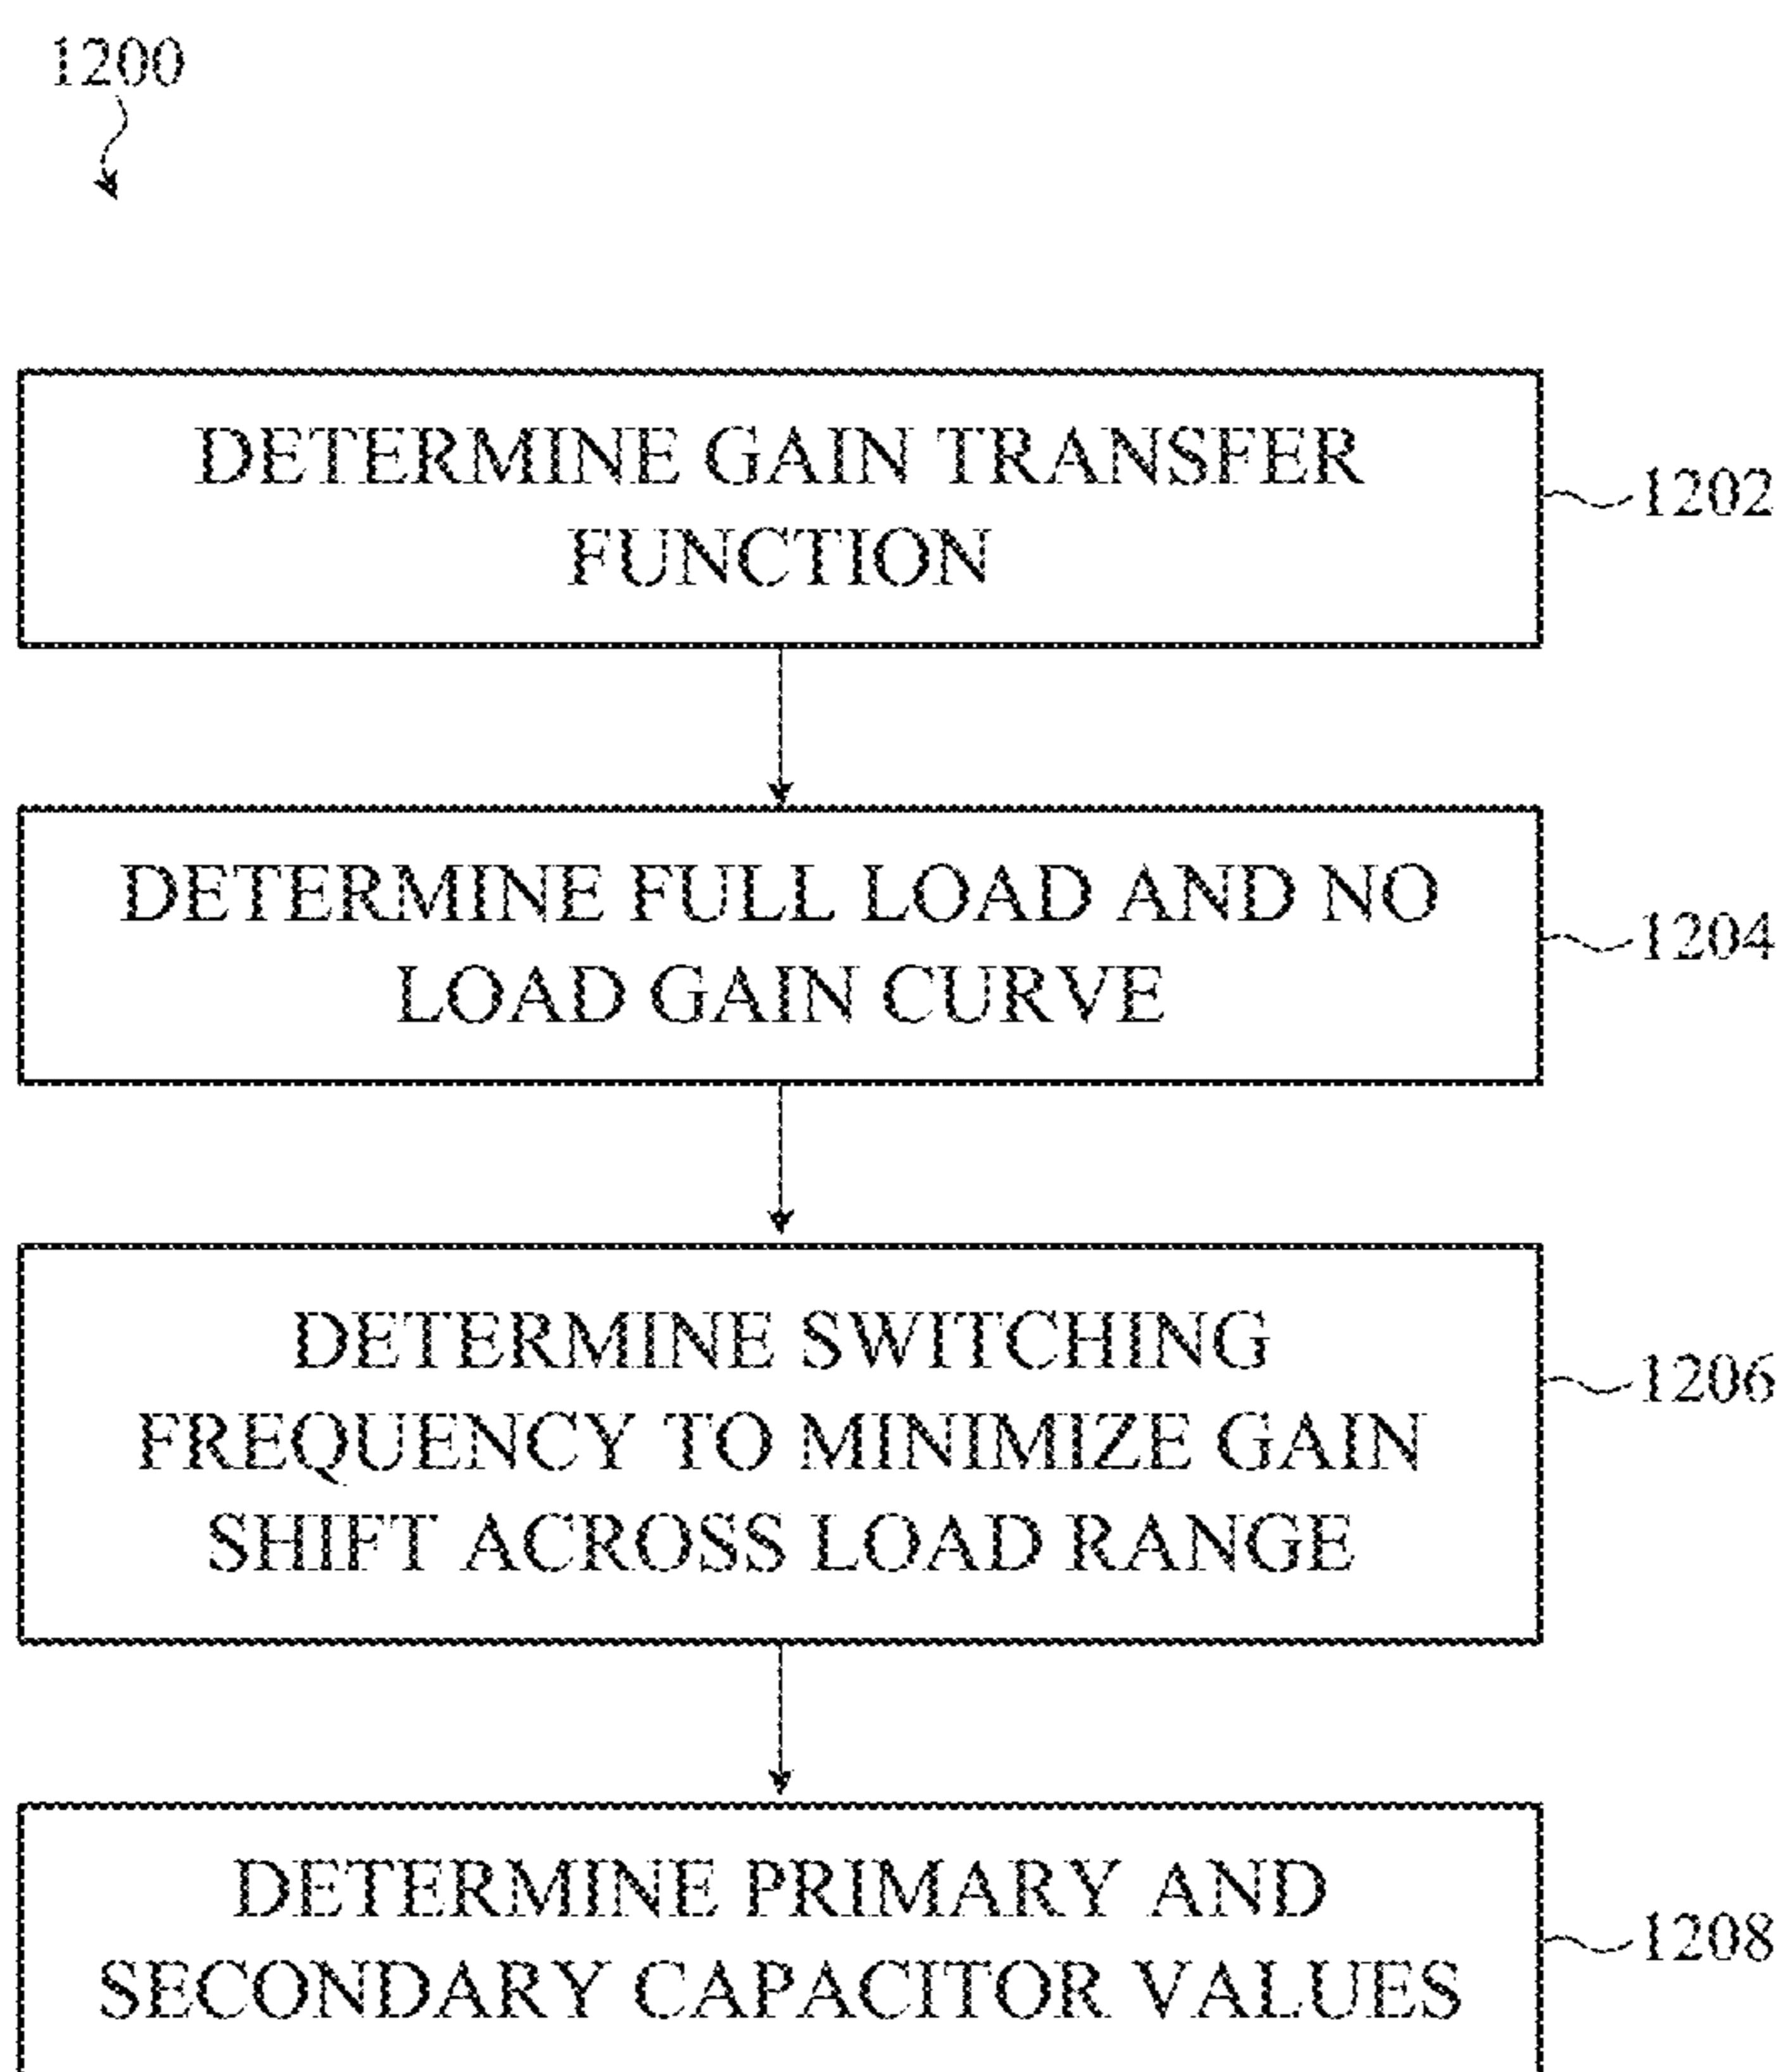 1200
DETERMINE GAIN TRANSFER
FUNCTION
1202
DETERMINE FULL LOAD AND NO
LOAD GAIN CURVE
1204
DETERMINE SWITCHING
FREQUENCY TO MINIMIZE GAIN
SHIFT ACROSS LOAD RANGE
1206
DETERMINE PRIMARY AND
SECONDARY CAPACITOR VALUES
1208